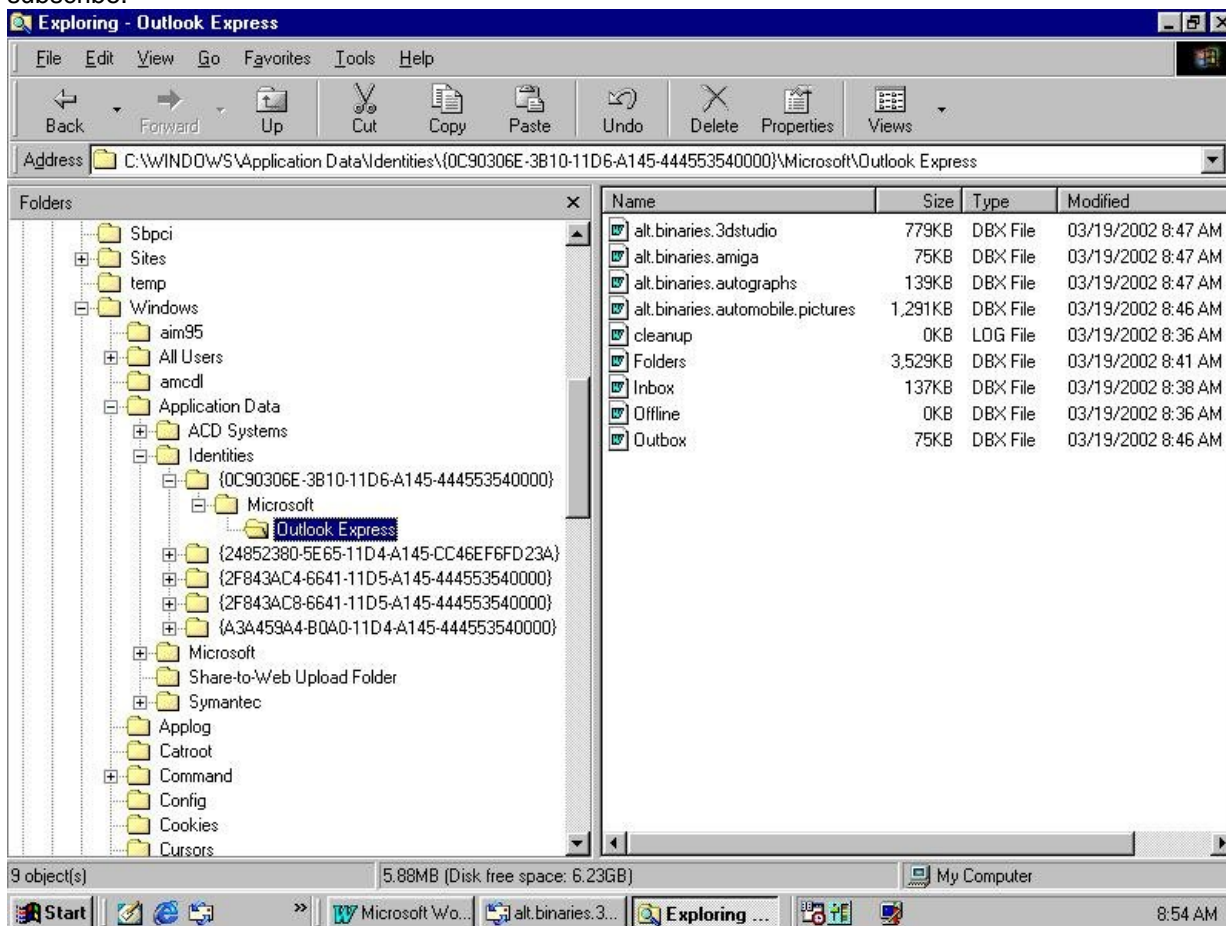 subscribe.
Exploring - Outlook Express
File Edit View Go Favorites Tools Help
Back Forward Up Cut Copy Paste Undo Delete Properties Views
Address C:\WINDOWS\Application Data\Identities\{0C90306E-3B10-11D6-A145-444553540000}\Microsoft\Outlook Express
Folders
Sbpci
Sites
temp
Windows
aim95
All Users
amcdl
Application Data
ACD Systems
Identities
{0C90306E-3B10-11D6-A145-444553540000}
Microsoft
Outlook Express
{24852380-5E65-11D4-A145-CC46EF6FD23A}
{2F843AC4-6641-11D5-A145-444553540000}
{2F843AC8-6641-11D5-A145-444553540000}
{A3A459A4-B0A0-11D4-A145-444553540000}
Microsoft
Share-to-Web Upload Folder
Symantec
Applog
Catroot
Command
Config
Cookies
Cursors
Name Size Type Modified
alt.binaries.3dstudio 779KB DBX File 03/19/2002 8:47 AM
alt.binaries.amiga 75KB DBX File 03/19/2002 8:47 AM
alt.binaries.autographs 139KB DBX File 03/19/2002 8:47 AM
alt.binaries.automobile.pictures 1,291KB DBX File 03/19/2002 8:46 AM
cleanup 0KB LOG File 03/19/2002 8:36 AM
Folders 3,529KB DBX File 03/19/2002 8:41 AM
Inbox 137KB DBX File 03/19/2002 8:38 AM
Offline 0KB DBX File 03/19/2002 8:36 AM
Outbox 75KB DBX File 03/19/2002 8:46 AM
9 object(s) 5.88MB (Disk free space: 6.23GB) My Computer
Start » Microsoft Wo... alt.binaries.3... Exploring ... 8:54 AM